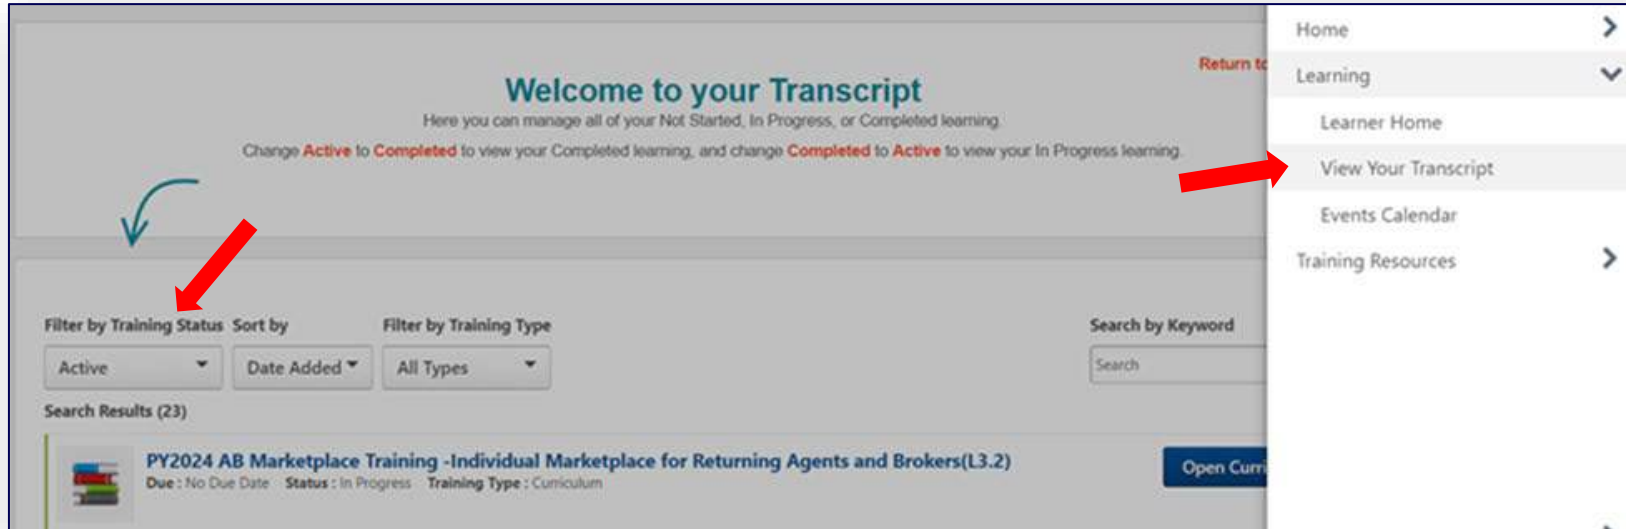 Return to
Welcome to your Transcript
Here you can manage all of your Not Started, In Progress, or Completed learning.
Change Active to Completed to view your Completed learning, and change Completed to Active to view your In Progress learning.
Filter by Training Status Sort by Filter by Training Type Search by Keyword
Active Date Added All Types Search
Search Results (23)
PY2024 AB Marketplace Training -Individual Marketplace for Returning Agents and Brokers(L3.2)
Due : No Due Date Status : In Progress Training Type : Curriculum
Open Curri
Home
Learning
Learner Home
View Your Transcript
Events Calendar
Training Resources